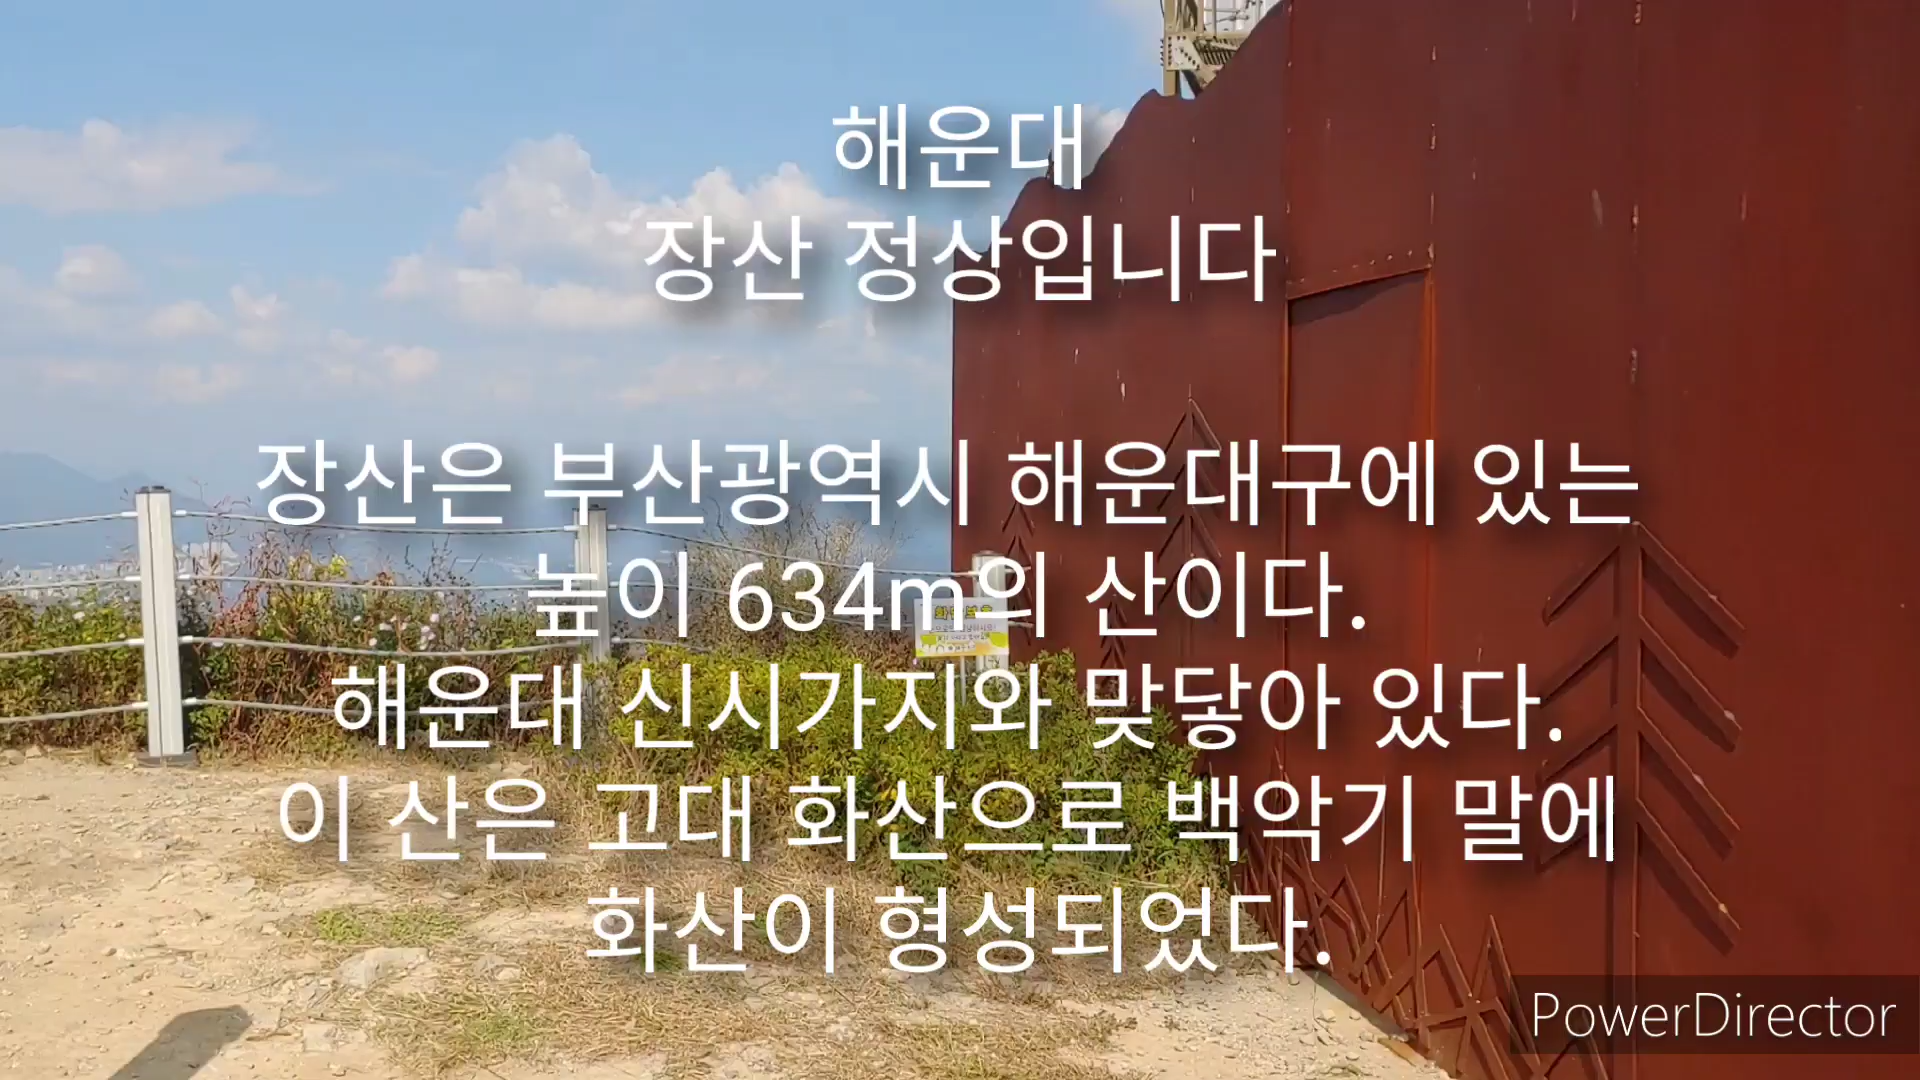 해운대
장산 정상입니다
장산은 부산광역시 해운대구에 있는
높이 634m의 산이다.
해운대 신시가지와 맞닿아 있다.
이 산은 고대 화산으로 백악기 말에
화산이 형성되었다.
PowerDirector